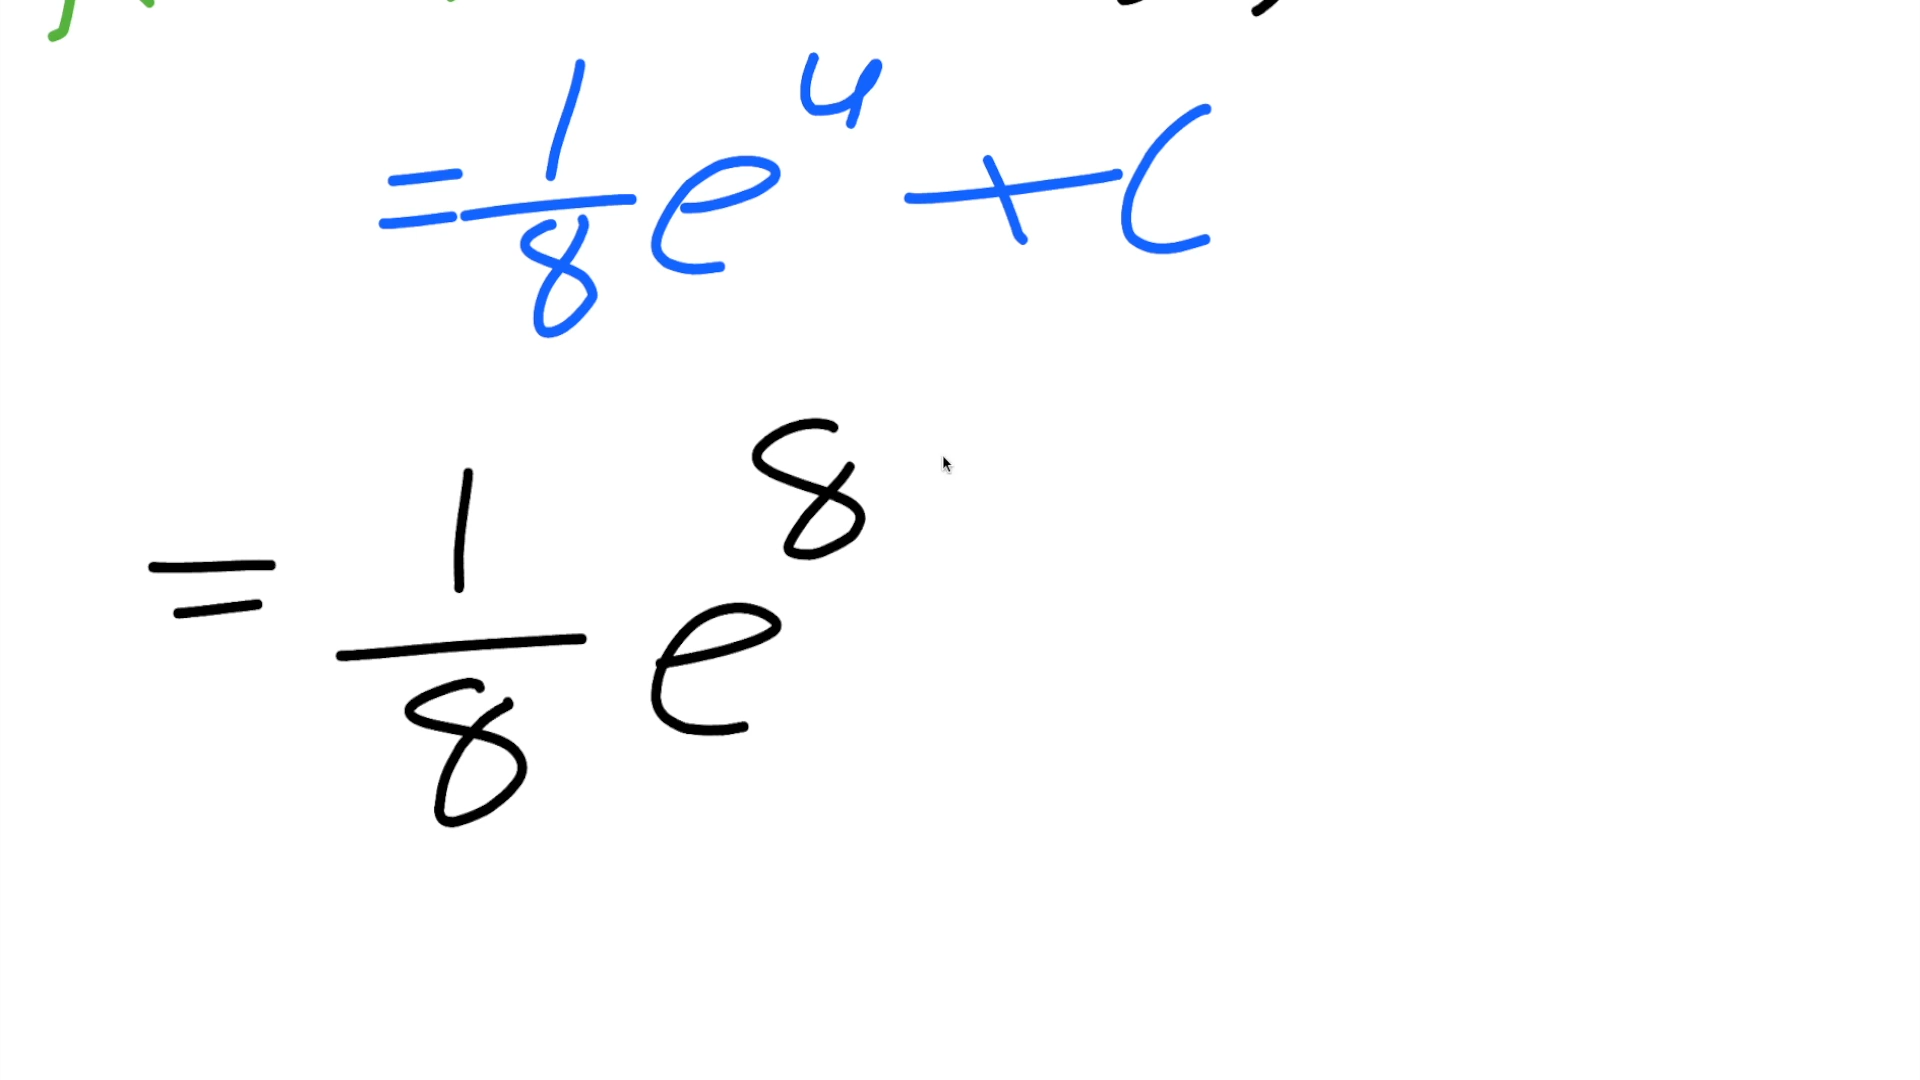 = 1/8 e^u + C
= 1/8 e^8